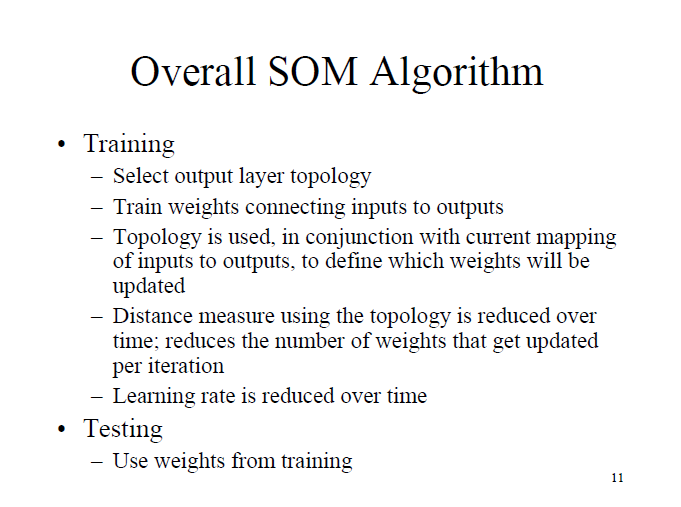 Overall SOM Algorithm
• Training
– Select output layer topology
– Train weights connecting inputs to outputs
– Topology is used, in conjunction with current mapping
of inputs to outputs, to define which weights will be
updated
– Distance measure using the topology is reduced over
time; reduces the number of weights that get updated
per iteration
– Learning rate is reduced over time
• Testing
– Use weights from training
11